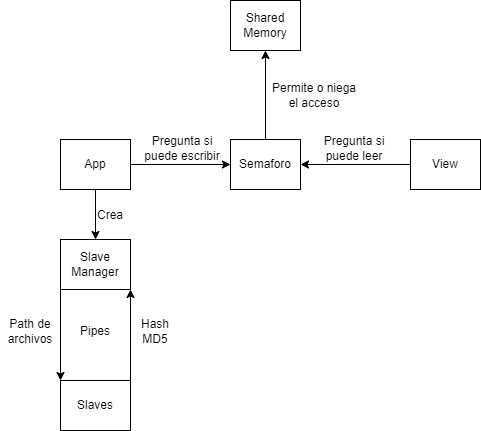 Shared
Memory
Permite o niega
el acceso
App
Pregunta si
puede escribir
Semaforo
Pregunta si
puede leer
View
Crea
Slave
Manager
Path de
archivos
Pipes
Hash
MD5
Slaves